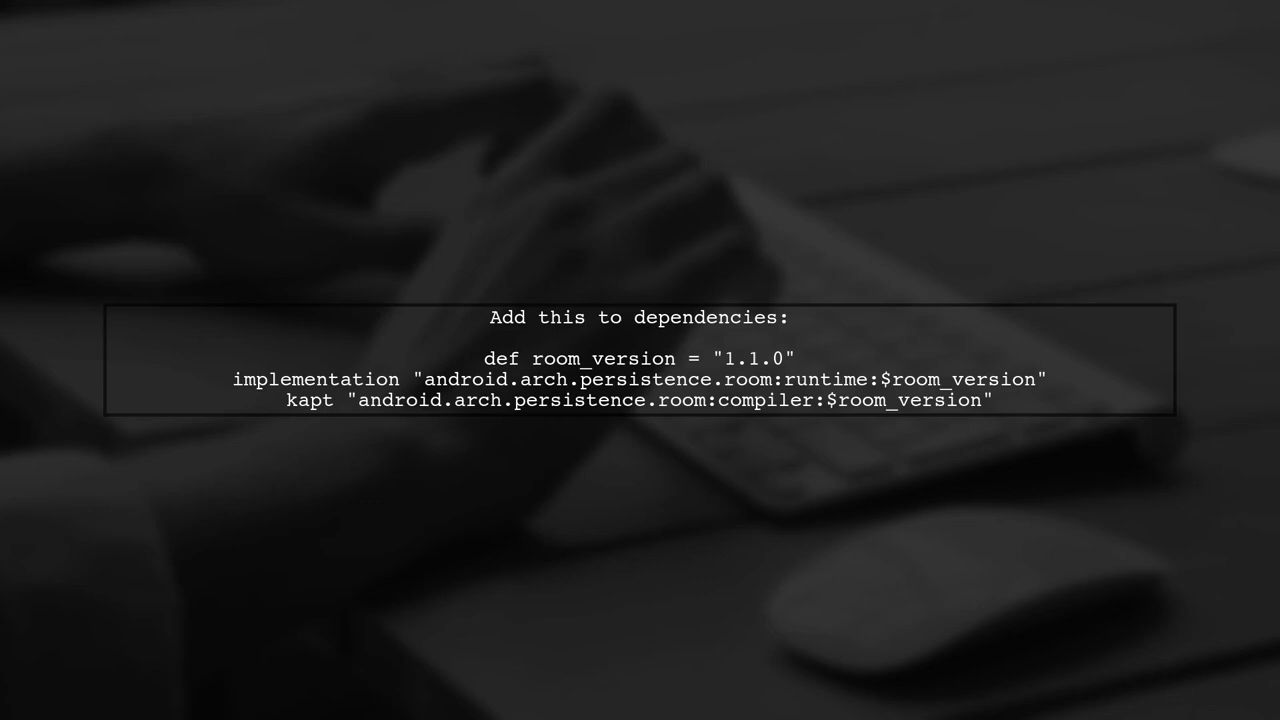 Add this to dependencies:
def room_version = "1.1.0"
implementation "android.arch.persistence.room:runtime:$room_version"
kapt "android.arch.persistence.room:compiler:$room_version"